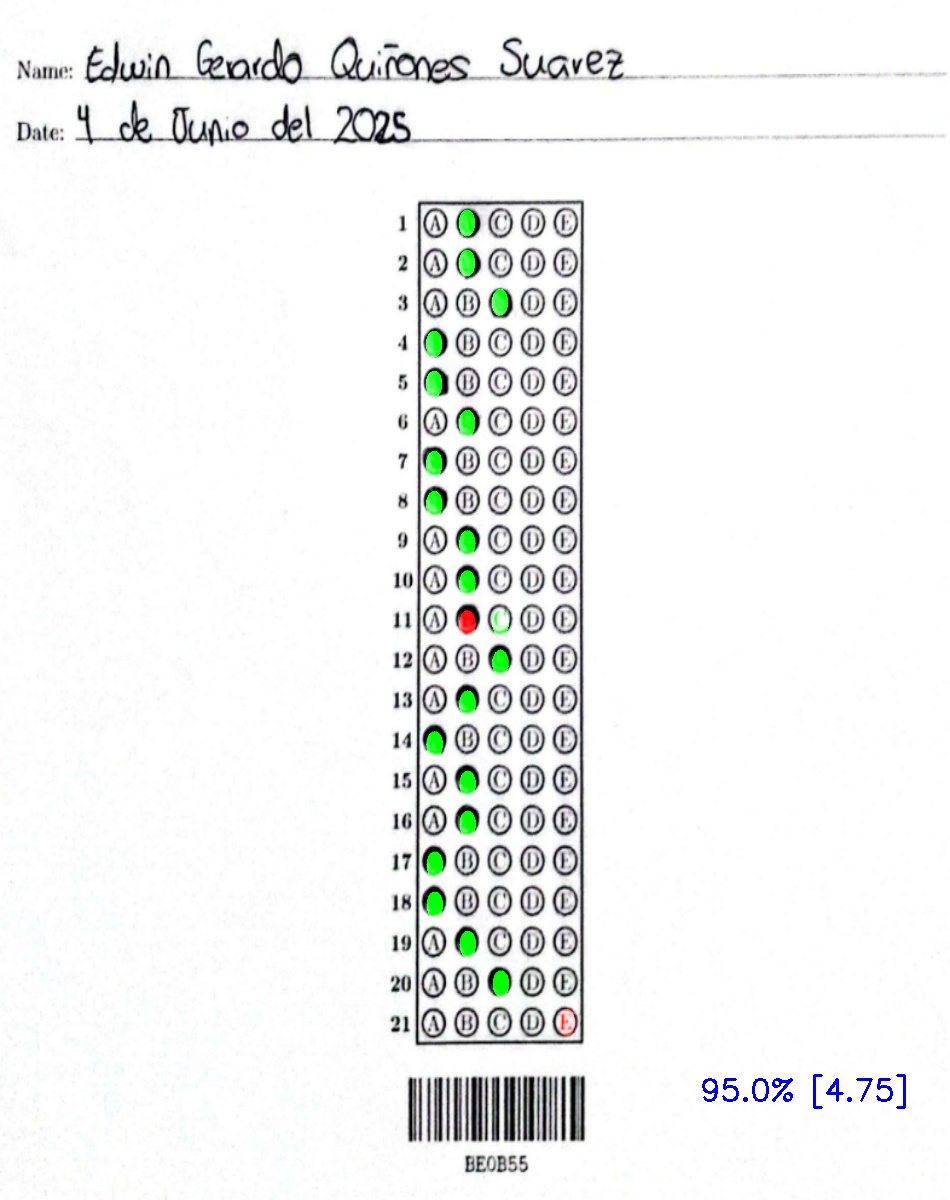 Name: Edwin Gerardo Quiñones Suarez
Date: 4 de Junio del 2025
1 A C D E
2 A C D E
3 A B D E
4 B C D E
5 B C D E
6 A C D E
7 B C D E
8 B C D E
9 A C D E
10 A C D E
11 A C D E
12 A B D E
13 A C D E
14 B C D E
15 A C D E
16 A C D E
17 B C D E
18 B C D E
19 A C D E
20 A B D E
21 A B C D E
95.0% [4.75]
BE0B55